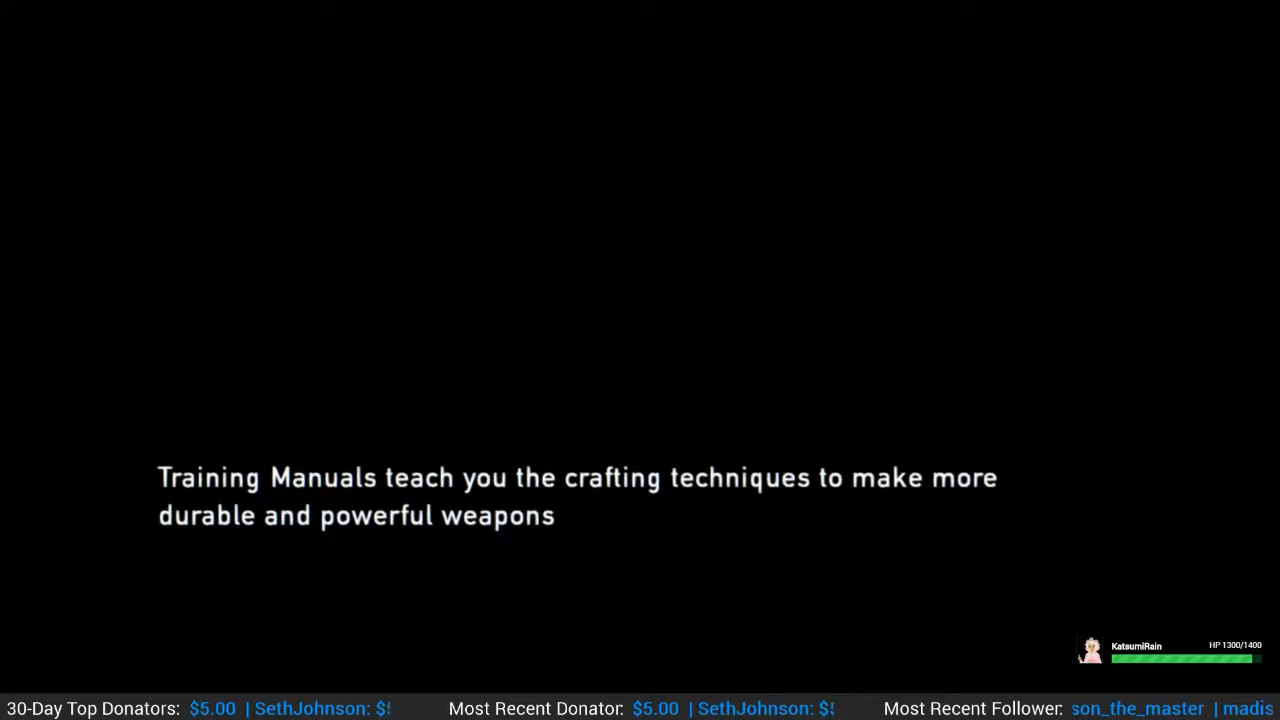 Training Manuals teach you the crafting techniques to make more
durable and powerful weapons
KatsumiRain HP 1300/1400
30-Day Top Donators: $5.00 | SethJohnson: $ Most Recent Donator: $5.00 | SethJohnson: $ Most Recent Follower: son_the_master | madis